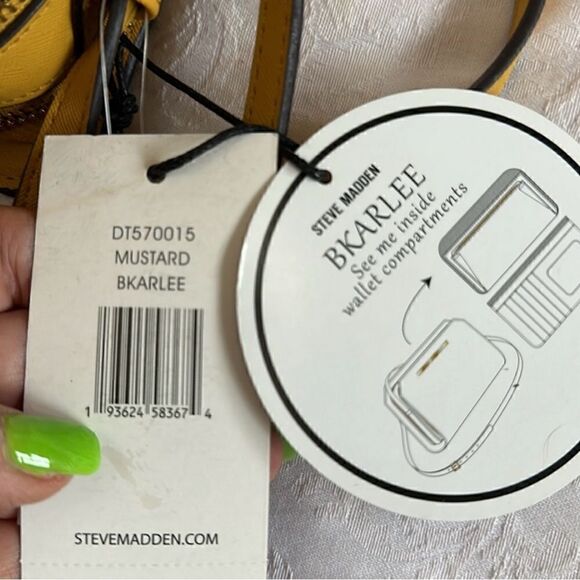 DT570015
MUSTARD
BKARLEE
1 93624 58367 4
STEVEMADDEN.COM
STEVE MADDEN
BKARLEE
See me inside
wallet compartments